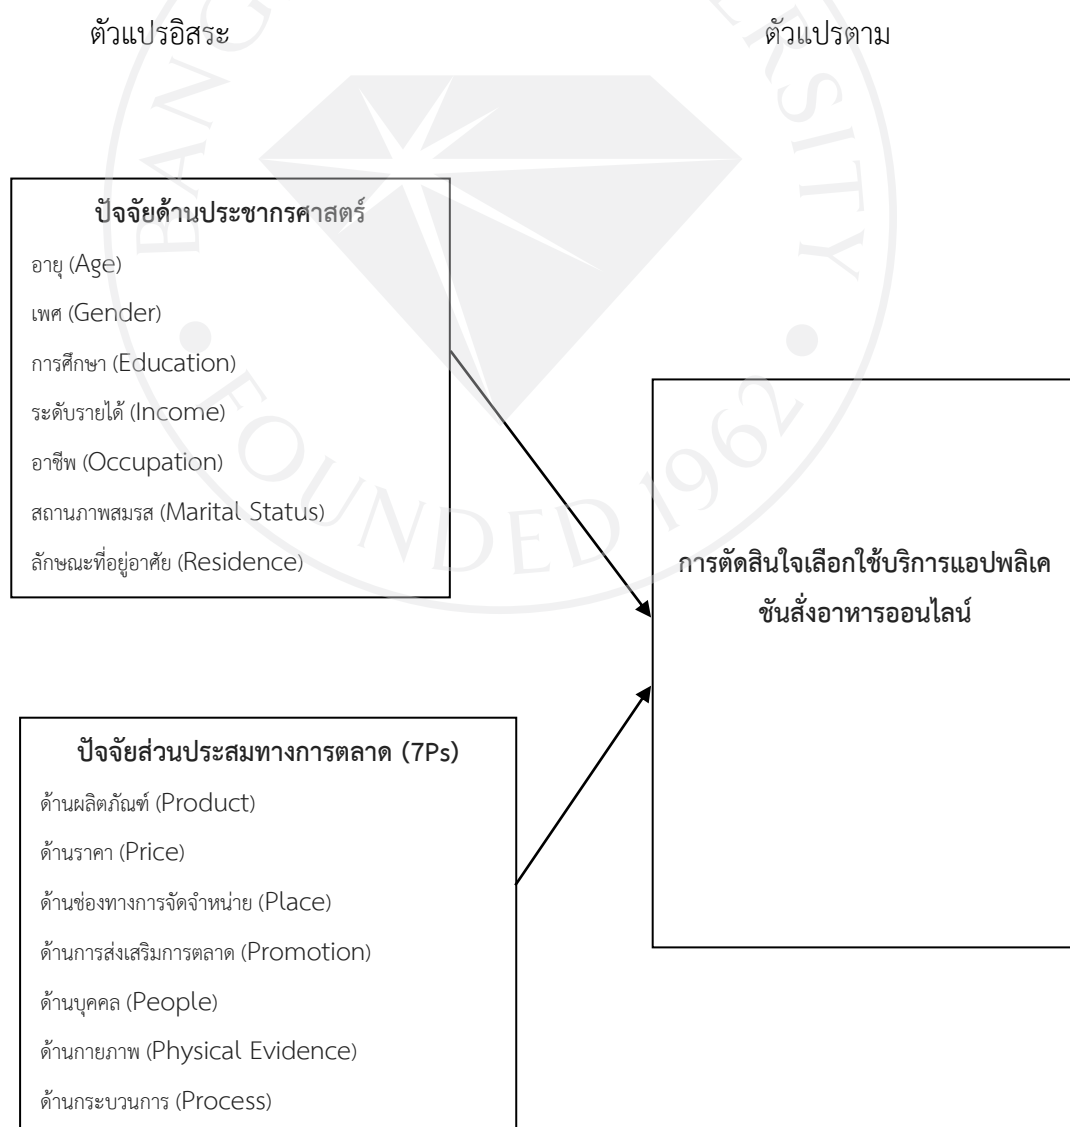 ตัวแปรอิสระ
ตัวแปรตาม
ปัจจัยด้านประชากรศาสตร์
อายุ (Age)
เพศ (Gender)
การศึกษา (Education)
ระดับรายได้ (Income)
อาชีพ (Occupation)
สถานภาพสมรส (Marital Status)
ลักษณะที่อยู่อาศัย (Residence)
การตัดสินใจเลือกใช้บริการแอปพลิเค
ชันสั่งอาหารออนไลน์
ปัจจัยส่วนประสมทางการตลาด (7Ps)
ด้านผลิตภัณฑ์ (Product)
ด้านราคา (Price)
ด้านช่องทางการจัดจำหน่าย (Place)
ด้านการส่งเสริมการตลาด (Promotion)
ด้านบุคคล (People)
ด้านกายภาพ (Physical Evidence)
ด้านกระบวนการ (Process)
FOUNDED 1962